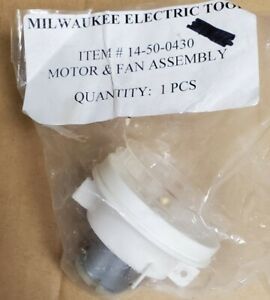 MILWAUKEE ELECTRIC TOO
ITEM # 14-50-0430
MOTOR & FAN ASSEMBLY
QUANTITY: 1 PCS